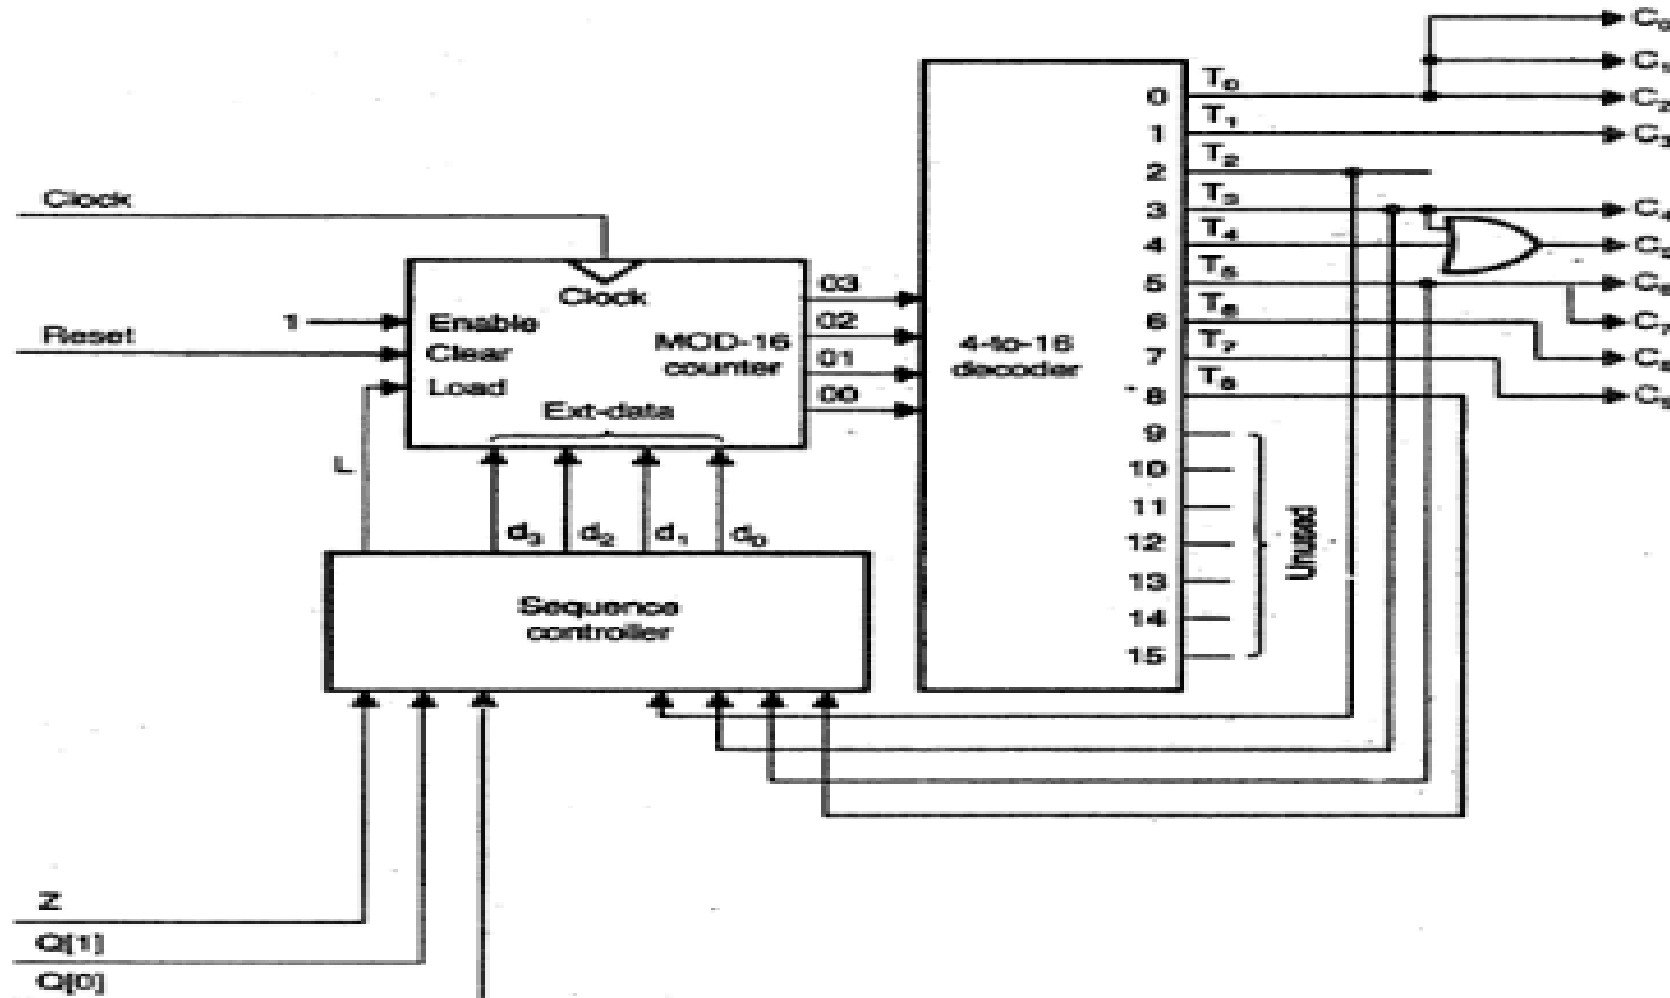 C₀
C₁
C₂
C₃
C₄
C₅
C₆
C₇
C₈
C₉
T₀
T₁
T₂
T₃
T₄
T₅
T₆
T₇
T₈
0
1
2
3
4
5
6
7
8
9
10
11
12
13
14
15
4-to-16
decoder
Unused
Clock
Reset
1
Clock
Enable
Clear
Load
MOD-16
counter
Ext-data
03
02
01
00
L
d₃ d₂ d₁ d₀
Sequence
controller
Z
Q[1]
Q[0]